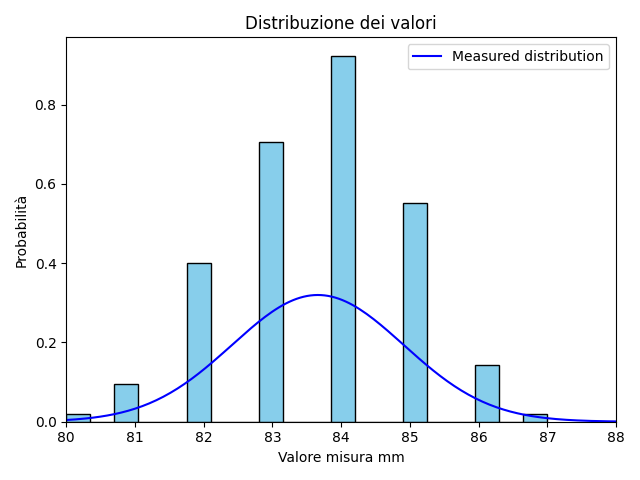 Distribuzione dei valori
Measured distribution
Probabilità
0.8
0.6
0.4
0.2
0.0
80 81 82 83 84 85 86 87 88
Valore misura mm